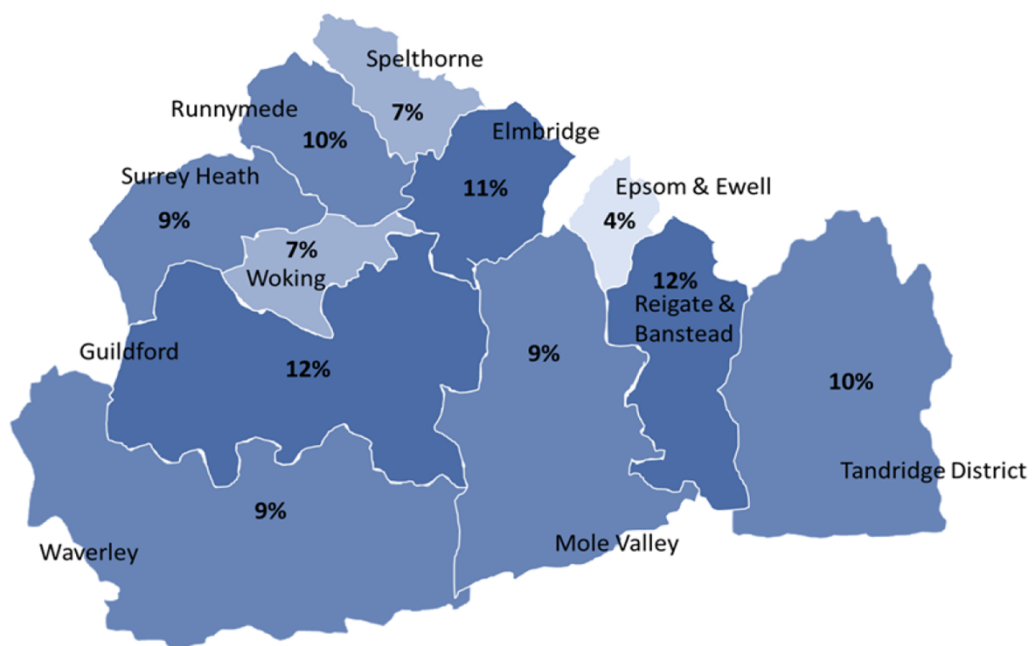 Spelthorne
7%
Runnymede
10%
Elmbridge
11%
Surrey Heath
9%
Epsom & Ewell
4%
7%
Woking
12%
Reigate &
Banstead
Guildford
12%
9%
10%
Tandridge District
9%
Waverley
Mole Valley